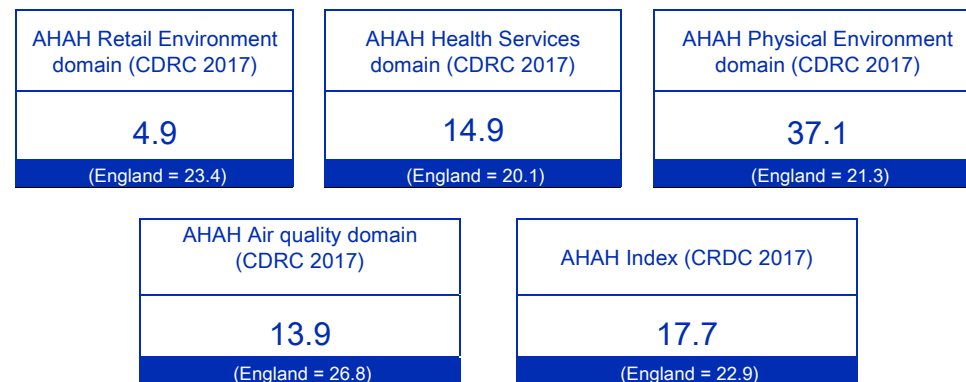 AHAH Retail Environment
domain (CDRC 2017)
4.9
(England = 23.4)
AHAH Health Services
domain (CDRC 2017)
14.9
(England = 20.1)
AHAH Physical Environment
domain (CDRC 2017)
37.1
(England = 21.3)
AHAH Air quality domain
(CDRC 2017)
13.9
(England = 26.8)
AHAH Index (CRDC 2017)
17.7
(England = 22.9)